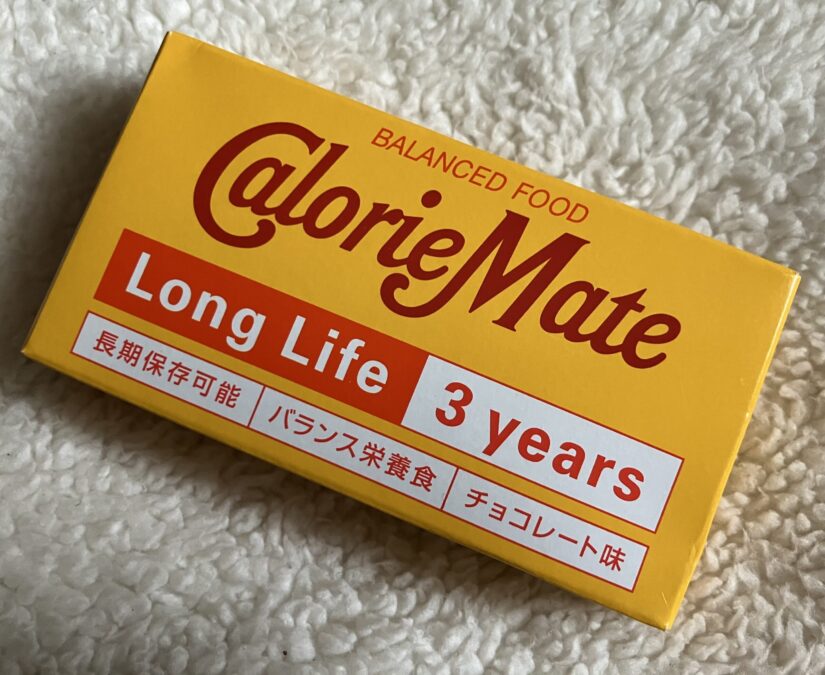 BALANCED FOOD
CalorieMate
Long Life 3 years
長期保存可能 バランス栄養食 チョコレート味